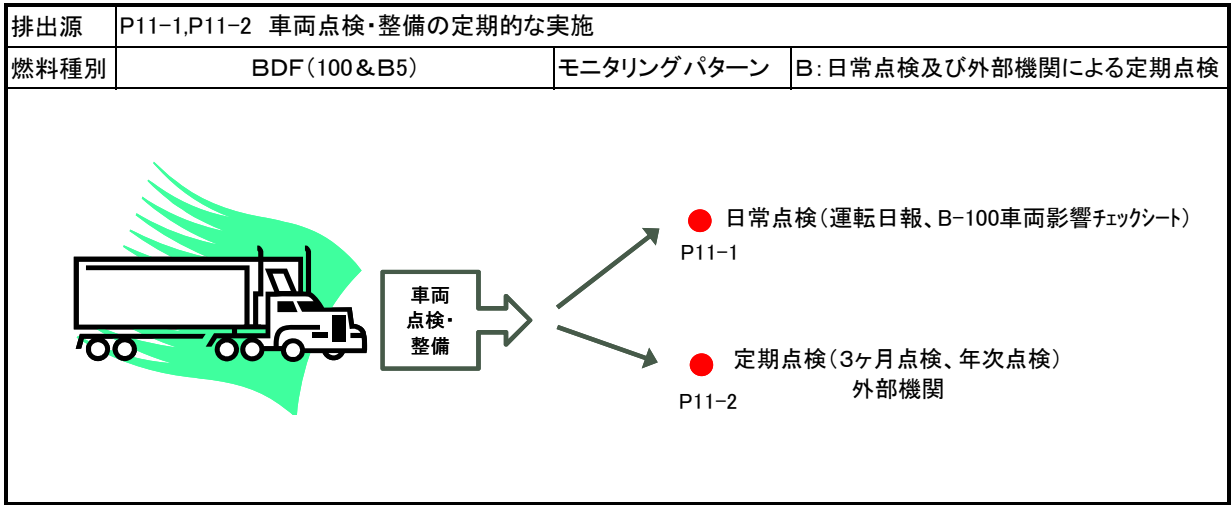 排出源 P11-1,P11-2 車両点検・整備の定期的な実施
燃料種別 BDF(100&B5) モニタリングパターン B:日常点検及び外部機関による定期点検
日常点検(運転日報、B-100車両影響チェックシート)
P11-1
車両
点検・
整備
定期点検(3ヶ月点検、年次点検)
外部機関
P11-2